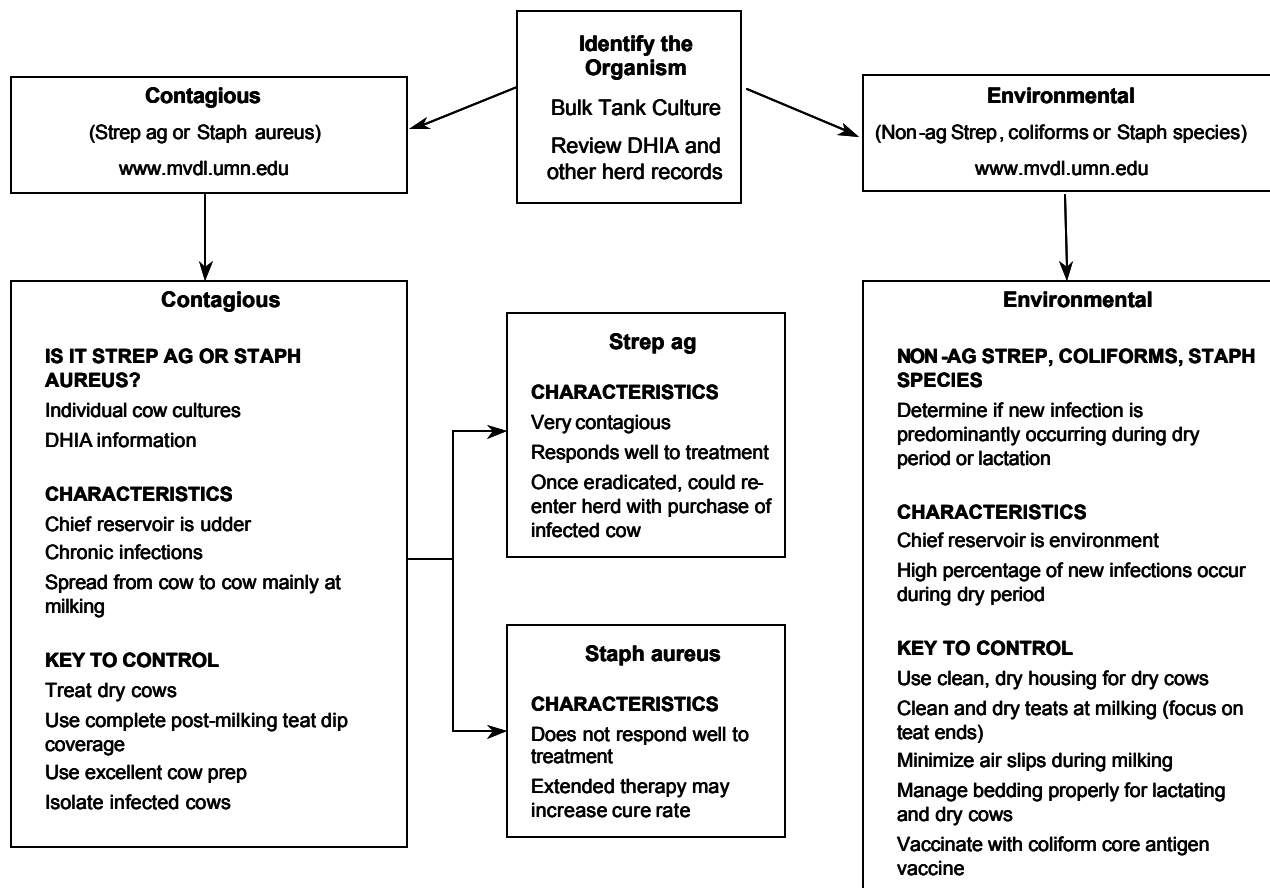 Identify the
Organism
Bulk Tank Culture
Review DHIA and
other herd records
Contagious
(Strep ag or Staph aureus)
www.mvdl.umn.edu
Environmental
(Non-ag Strep, coliforms or Staph species)
www.mvdl.umn.edu
Contagious
IS IT STREP AG OR STAPH
AUREUS?
Individual cow cultures
DHIA information
CHARACTERISTICS
Chief reservoir is udder
Chronic infections
Spread from cow to cow mainly at
milking
KEY TO CONTROL
Treat dry cows
Use complete post-milking teat dip
coverage
Use excellent cow prep
Isolate infected cows
Strep ag
CHARACTERISTICS
Very contagious
Responds well to treatment
Once eradicated, could re-
enter herd with purchase of
infected cow
Staph aureus
CHARACTERISTICS
Does not respond well to
treatment
Extended therapy may
increase cure rate
Environmental
NON-AG STREP, COLIFORMS, STAPH
SPECIES
Determine if new infection is
predominantly occurring during dry
period or lactation
CHARACTERISTICS
Chief reservoir is environment
High percentage of new infections occur
during dry period
KEY TO CONTROL
Use clean, dry housing for dry cows
Clean and dry teats at milking (focus on
teat ends)
Minimize air slips during milking
Manage bedding properly for lactating
and dry cows
Vaccinate with coliform core antigen
vaccine